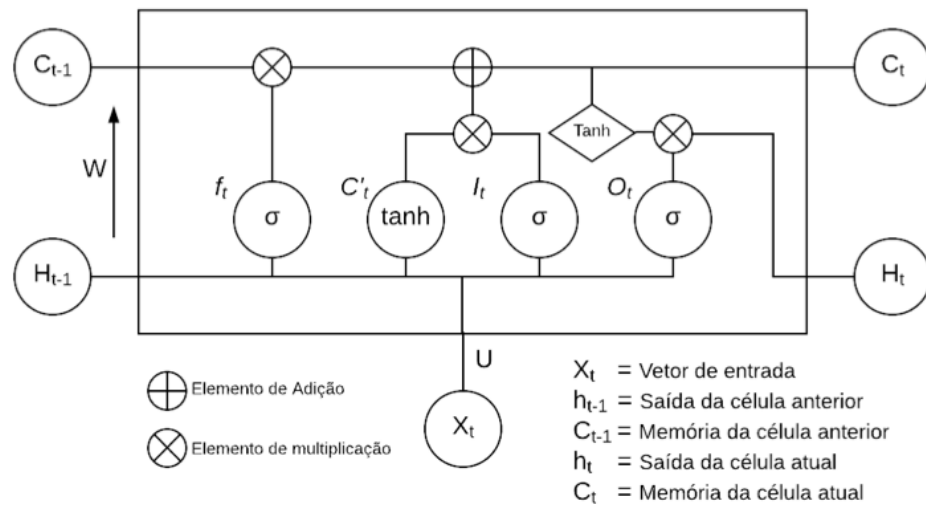 C_{t-1}
C_t
Tanh
W
f_t
C'_t
I_t
O_t
σ
tanh
σ
σ
H_{t-1}
H_t
U
X_t
Elemento de Adição
Elemento de multiplicação
X_t = Vetor de entrada
h_{t-1} = Saída da célula anterior
C_{t-1} = Memória da célula anterior
h_t = Saída da célula atual
C_t = Memória da célula atual